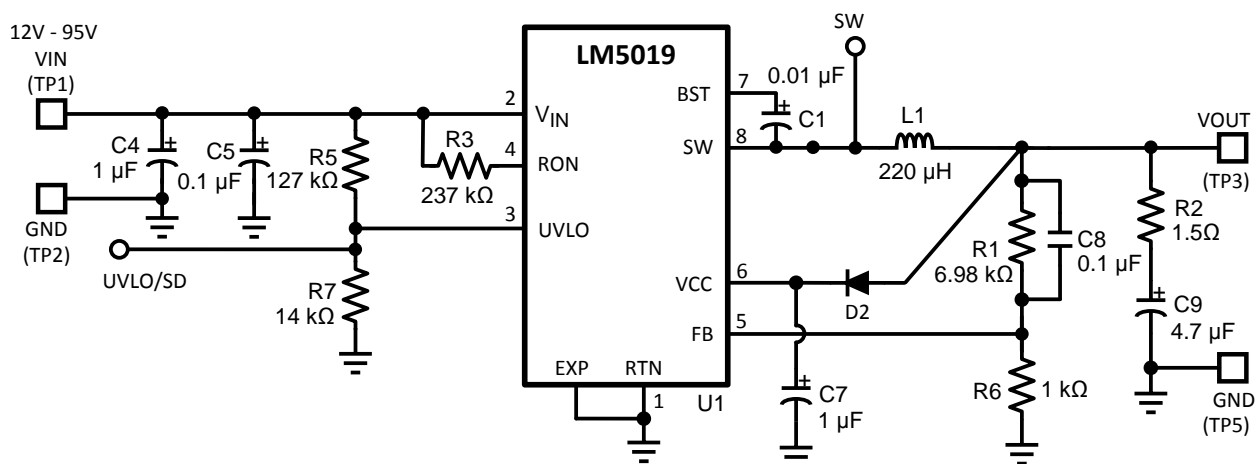 12V - 95V
VIN
(TP1)
GND
(TP2)
C4
1 µF
C5
0.1 µF
R5
127 kΩ
R3
237 kΩ
UVLO/SD
R7
14 kΩ
LM5019
2
VIN
4
RON
3
UVLO
EXP
RTN
1
U1
BST
7
SW
8
VCC
6
FB
5
0.01 µF
C1
SW
L1
220 µH
D2
C7
1 µF
R1
6.98 kΩ
C8
0.1 µF
R6
1 kΩ
VOUT
(TP3)
R2
1.5Ω
C9
4.7 µF
GND
(TP5)